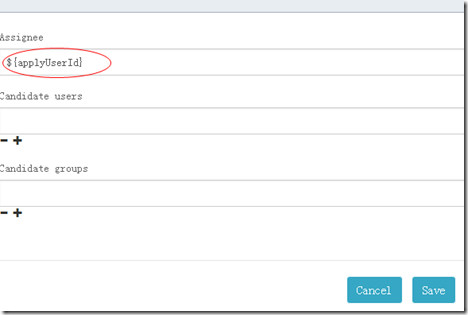 Assignee
${applyUserId}
Candidate users
Candidate groups
Cancel Save